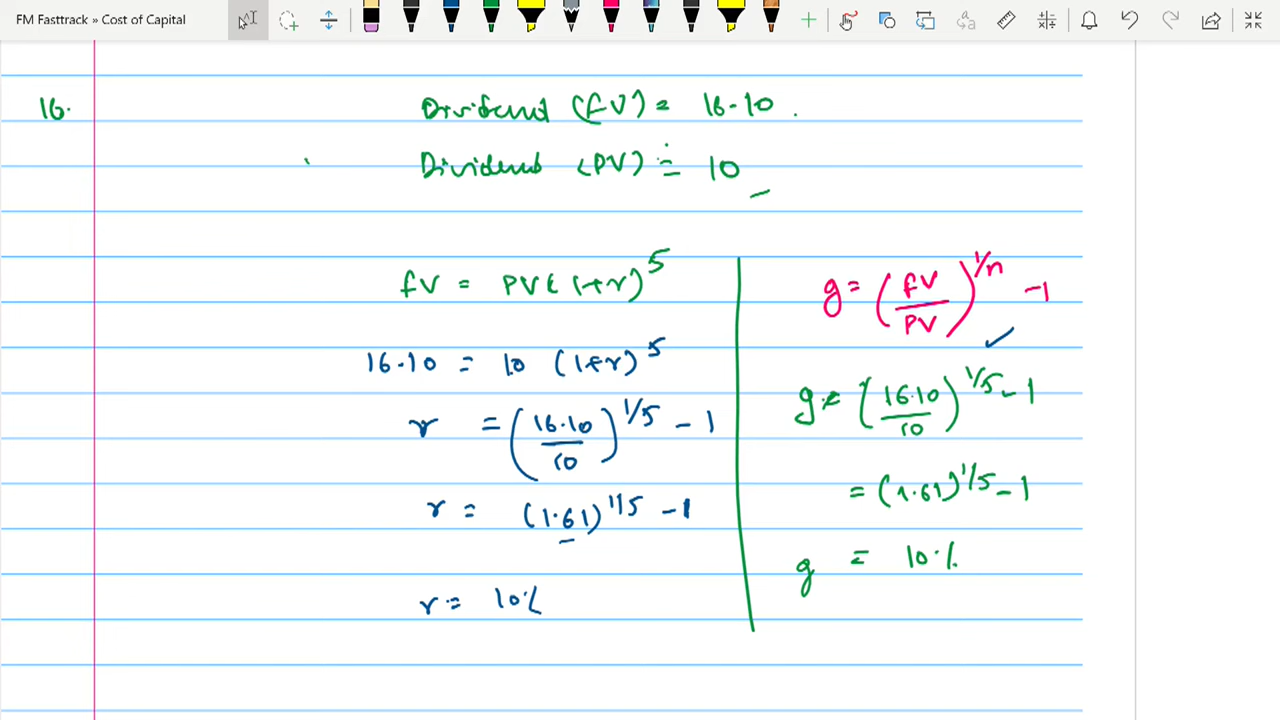 FM Fasttrack » Cost of Capital
16.
Dividend (FV) = 16.10.
Dividend (PV) = 10
FV = PV (1+r)^5
16.10 = 10 (1+r)^5
r = (16.10/10)^1/5 - 1
r = (1.61)^1/5 - 1
r = 10%
g = (FV/PV)^1/n - 1
g = (16.10/10)^1/5 - 1
= (1.61)^1/5 - 1
g = 10%